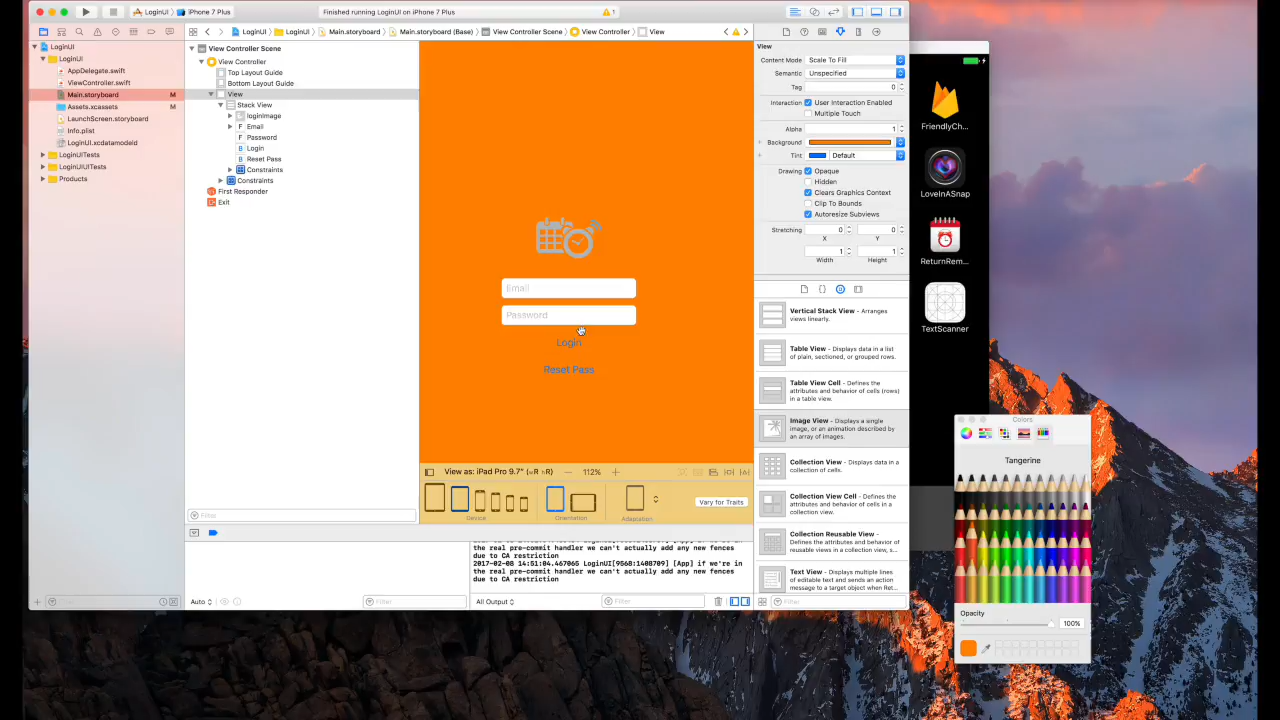 LoginUI
iPhone 7 Plus
Finished running LoginUI on iPhone 7 Plus
1
LoginUI
LoginUI
Main.storyboard
Main.storyboard (Base)
View Controller Scene
View Controller
View
LoginUI
LoginUI
AppDelegate.swift
ViewController.swift
Main.storyboard
M
Assets.xcassets
M
LaunchScreen.storyboard
Info.plist
LoginUI.xcdatamodeld
LoginUITests
LoginUIUITests
Products
View Controller Scene
View Controller
Top Layout Guide
Bottom Layout Guide
View
Stack View
loginImage
F Email
F Password
B Login
B Reset Pass
Constraints
Constraints
First Responder
Exit
Filter
Email
Password
Login
Reset Pass
View as: iPad Pro 9.7" (wR hR)
112%
Device
Orientation
Adaptation
Vary for Traits
the real pre-commit handler we can't actually add any new fences
due to CA restriction
2017-02-08 14:51:04.467065 LoginUI[9568:1408709] [App] if we're in
the real pre-commit handler we can't actually add any new fences
due to CA restriction
Auto
Filter
All Output
Filter
View
Content Mode
Scale To Fill
Semantic
Unspecified
Tag
0
Interaction
User Interaction Enabled
Multiple Touch
Alpha
1
Background
Tint
Default
Drawing
Opaque
Hidden
Clears Graphics Context
Clip To Bounds
Autoresize Subviews
Stretching
0
0
X
Y
1
1
Width
Height
Vertical Stack View - Arranges
views linearly.
Table View - Displays data in a list
of plain, sectioned, or grouped rows.
Table View Cell - Defines the
attributes and behavior of cells (rows)
in a table view.
Image View - Displays a single
image, or an animation described by
an array of images.
Collection View - Displays data in a
collection of cells.
Collection View Cell - Defines the
attributes and behavior of cells in a
collection view.
Collection Reusable View -
Defines the attributes and behavior of
reusable views in a collection view, s...
Text View - Displays multiple lines
of editable text and sends an action
message to a target object when Ret...
Filter
FriendlyCh...
LoveInASnap
ReturnRem...
TextScanner
Colors
Tangerine
Opacity
100%